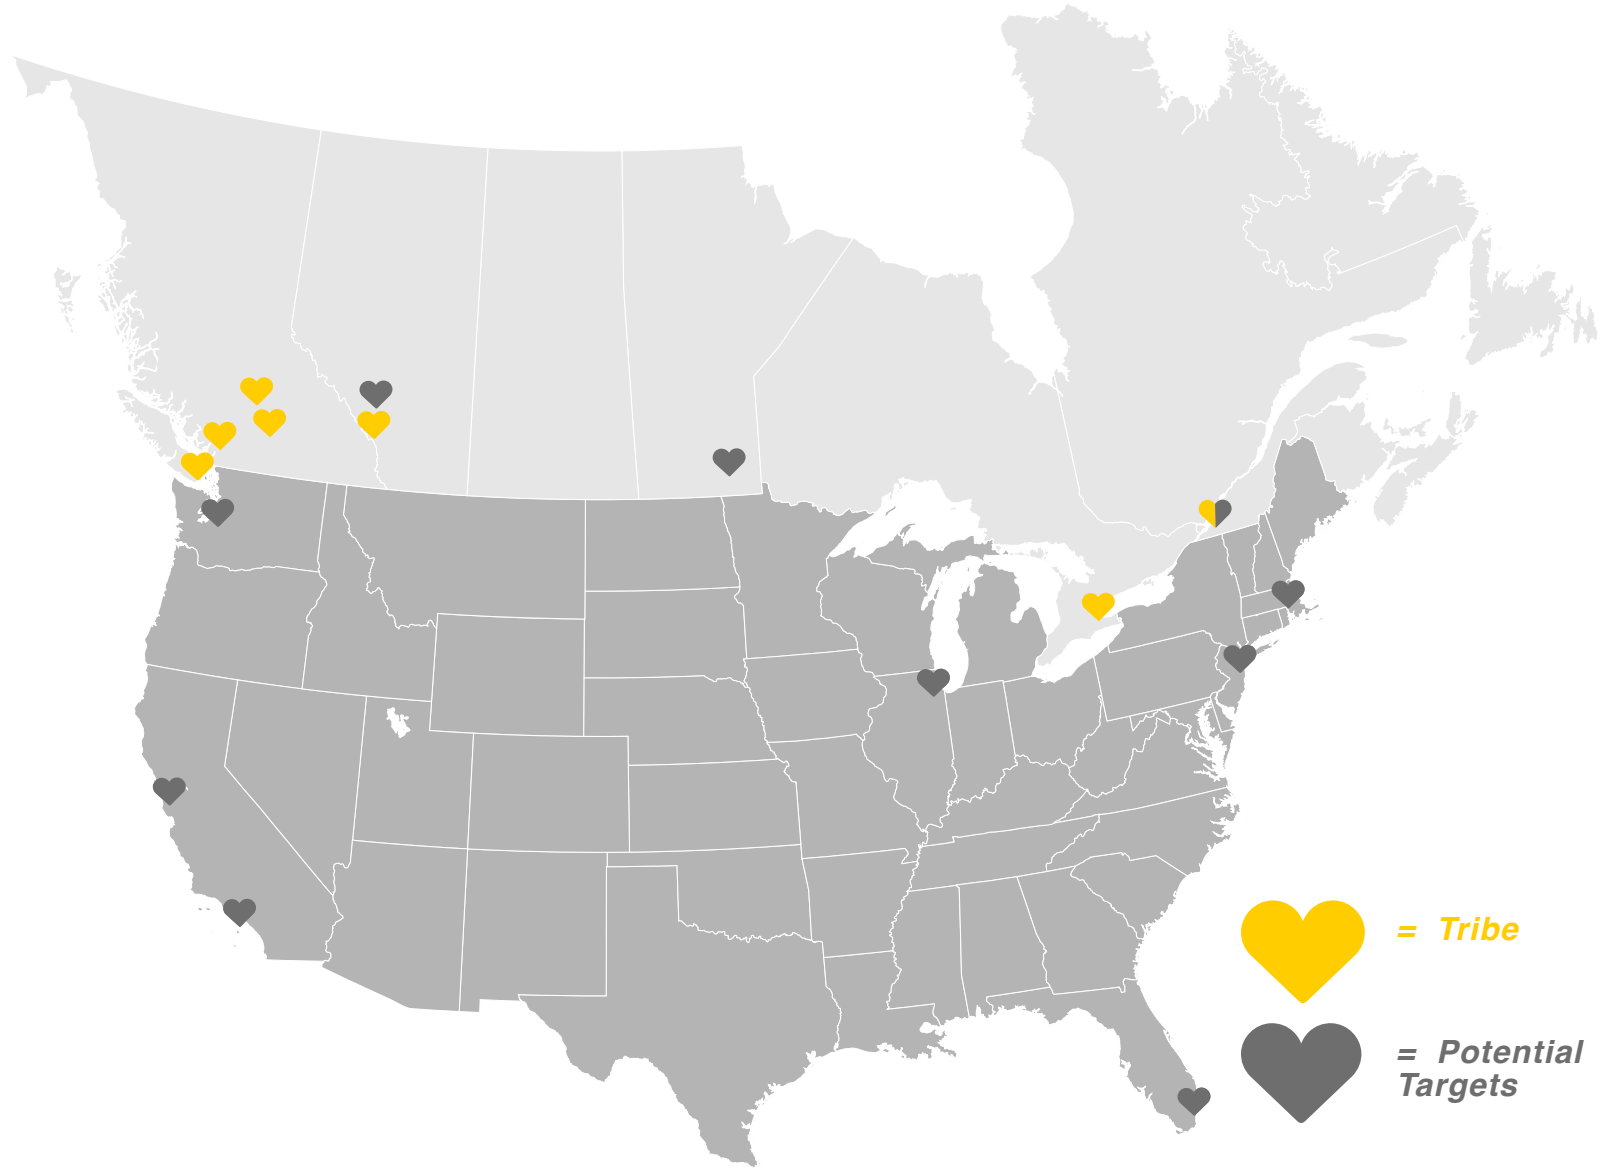 = Tribe
= Potential
Targets